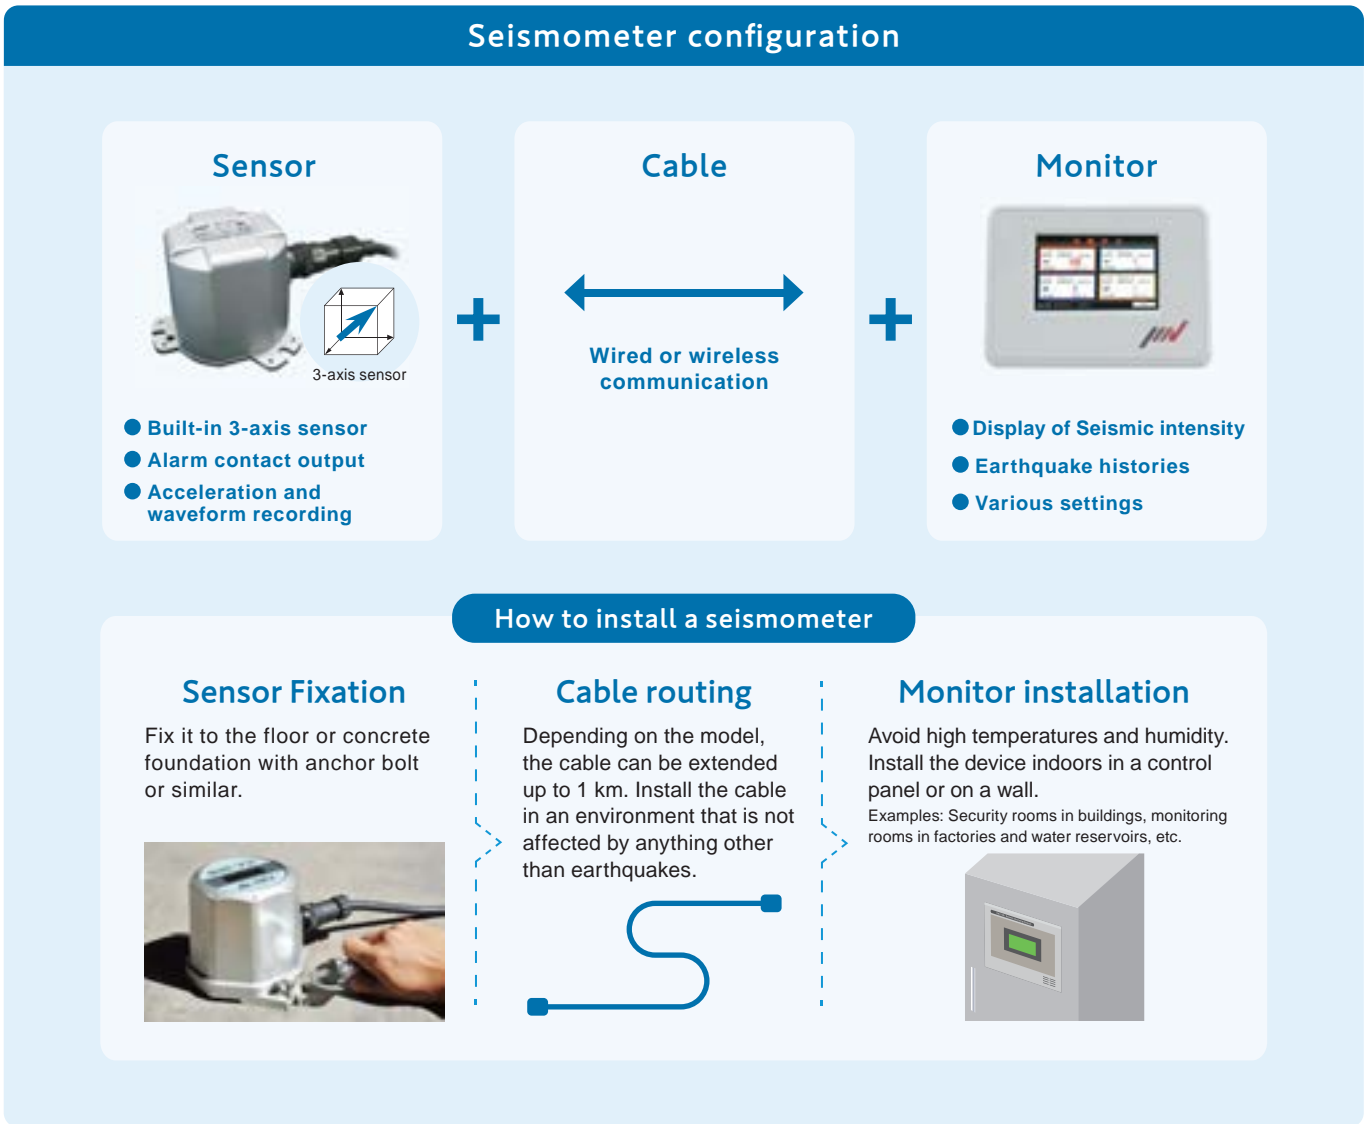 Seismometer configuration
Sensor
3-axis sensor
● Built-in 3-axis sensor
● Alarm contact output
● Acceleration and
waveform recording
+
Cable
Wired or wireless
communication
+
Monitor
● Display of Seismic intensity
● Earthquake histories
● Various settings
How to install a seismometer
Sensor Fixation
Fix it to the floor or concrete
foundation with anchor bolt
or similar.
Cable routing
Depending on the model,
the cable can be extended
up to 1 km. Install the cable
in an environment that is not
affected by anything other
than earthquakes.
Monitor installation
Avoid high temperatures and humidity.
Install the device indoors in a control
panel or on a wall.
Examples: Security rooms in buildings, monitoring
rooms in factories and water reservoirs, etc.